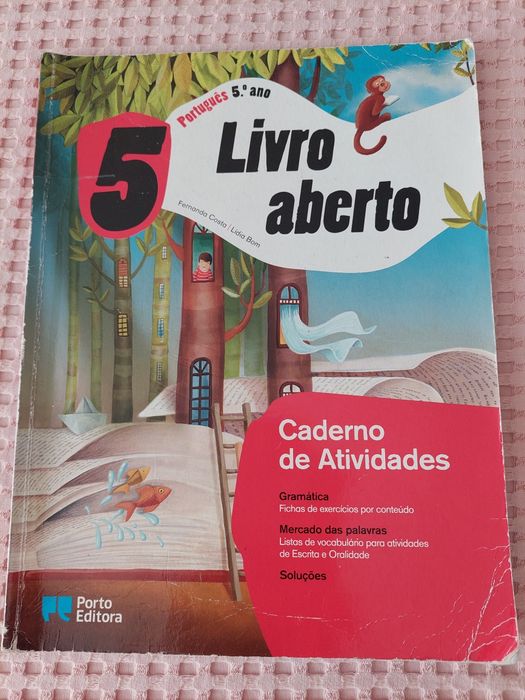 Português 5.º ano
5
Livro
aberto
Fernanda Costa | Lídia Bom
Caderno
de Atividades
Gramática
Fichas de exercícios por conteúdo
Mercado das palavras
Listas de vocabulário para atividades
de Escrita e Oralidade
Soluções
Porto
Editora